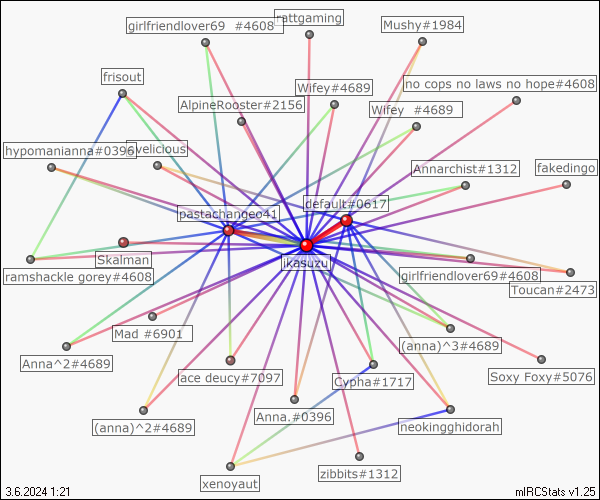 girlfriendlover69 #4608
rattgaming
Mushy#1984
frisout
Wifey#4689
no cops no laws no hope#4608
AlpineRooster#2156
Wifey #4689
hypomanianna#0396
velicious
Annarchist#1312
fakedingo
default#0617
pastachangeo41
Skalman
jkasuzu
ramshackle gorey#4608
girlfriendlover69#4608
Toucan#2473
Mad #6901
(anna)^3#4689
Anna^2#4689
ace deucy#7097
Cypha#1717
Soxy Foxy#5076
(anna)^2#4689
Anna.#0396
neokingghidorah
xenoyaut
zibbits#1312
3.6.2024 1:21
mIRCStats v1.25